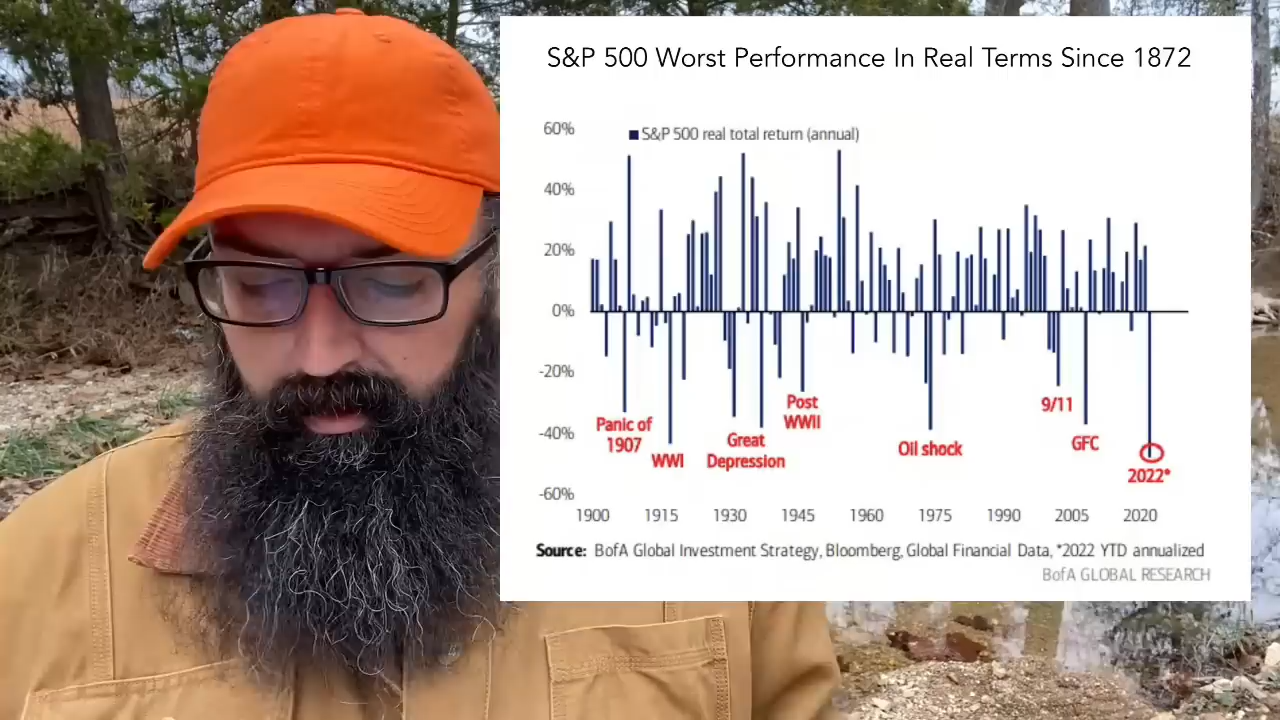 S&P 500 Worst Performance In Real Terms Since 1872
S&P 500 real total return (annual)
60%
40%
20%
0%
-20%
-40%
-60%
Panic of
1907
WWI
Great
Depression
Post
WWII
Oil shock
9/11
GFC
2022*
1900 1915 1930 1945 1960 1975 1990 2005 2020
Source: BofA Global Investment Strategy, Bloomberg, Global Financial Data, *2022 YTD annualized
BofA GLOBAL RESEARCH